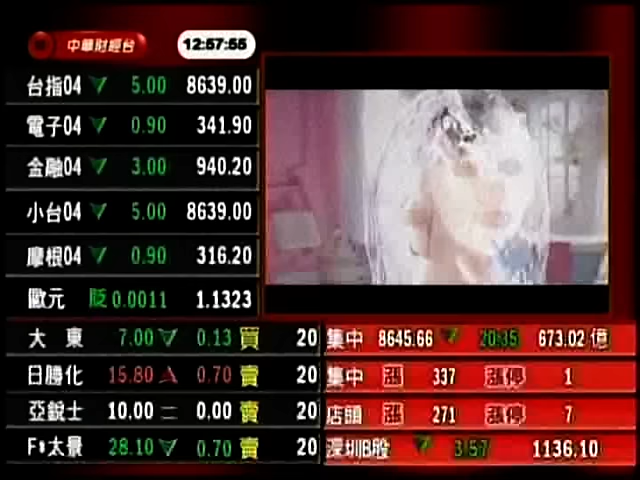 中華財經台 12:57:55
台指04 ▼ 5.00 8639.00
電子04 ▼ 0.90 341.90
金融04 ▼ 3.00 940.20
小台04 ▼ 5.00 8639.00
摩根04 ▼ 0.90 316.20
歐元 貶 0.0011 1.1323
大東 7.00 ▽ 0.13 買 20
日勝化 15.80 △ 0.70 賣 20
亞銳士 10.00 = 0.00 賣 20
F*太景 28.10 ▽ 0.70 賣 20
集中 8645.66 ▼ 20.35 673.02 億
集中 漲 337 漲停 1
店頭 漲 271 漲停 7
深圳B股 ▼ 3.57 1136.10